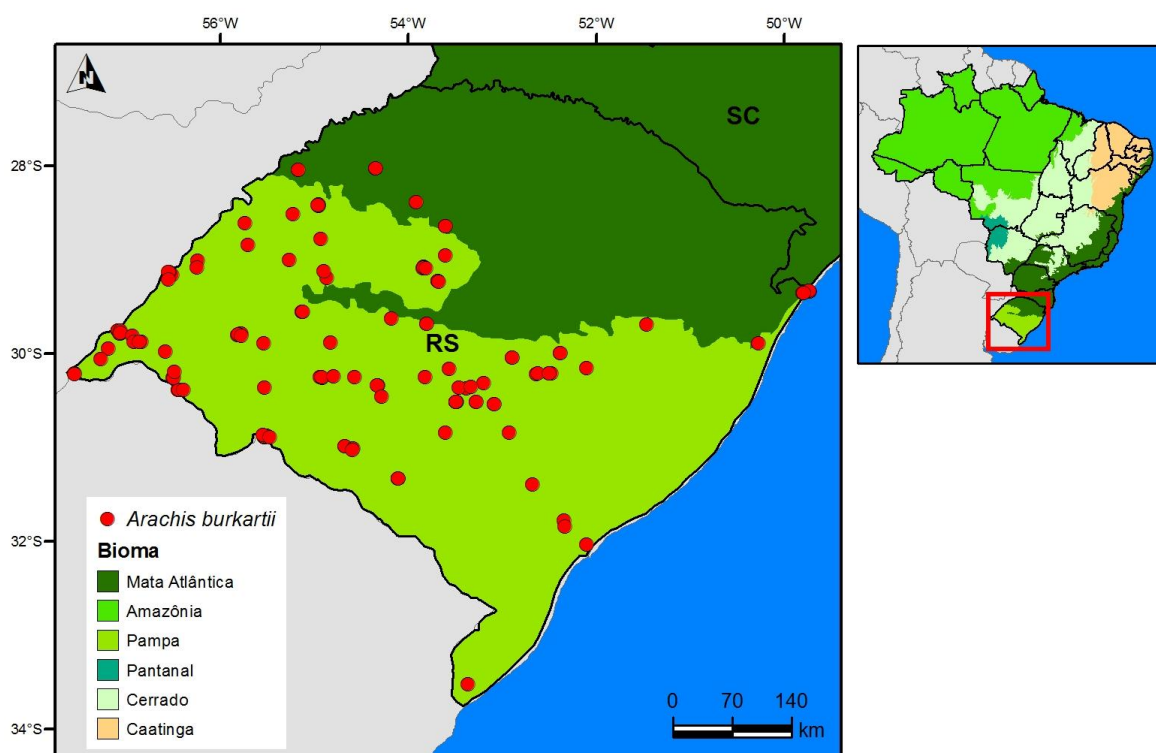 56°W 54°W 52°W 50°W
N
SC
28°S
30°S
RS
Arachis burkartii
Bioma
Mata Atlântica
Amazônia
Pampa
Pantanal
Cerrado
Caatinga
32°S
34°S
0 70 140
km